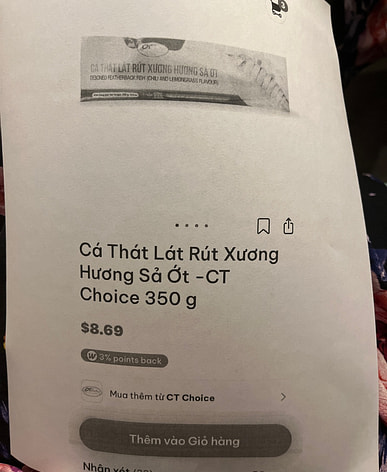 CÁ THÁT LÁT RÚT XƯƠNG HƯƠNG SẢ ỚT
DEBONED FEATHERBACK FISH (CHILI AND LEMONGRASS FLAVOUR)
Cá Thát Lát Rút Xương
Hương Sả Ớt -CT
Choice 350 g
$8.69
W 3% points back
Mua thêm từ CT Choice
Thêm vào Giỏ hàng
Nhận xét